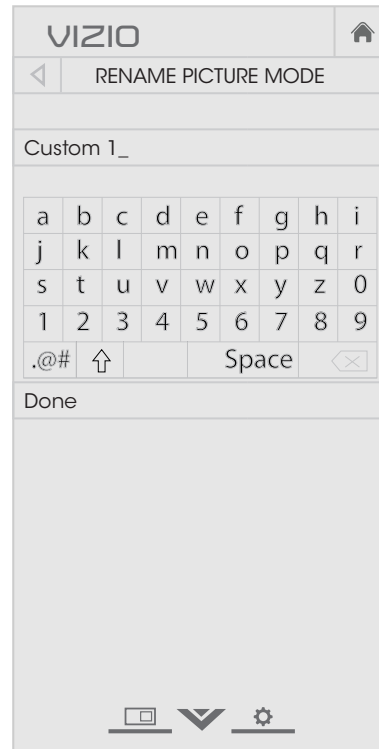 VIZIO
RENAME PICTURE MODE
Custom 1_
a b c d e f g h i
j k l m n o p q r
s t u v w x y z 0
1 2 3 4 5 6 7 8 9
.@# Space
Done